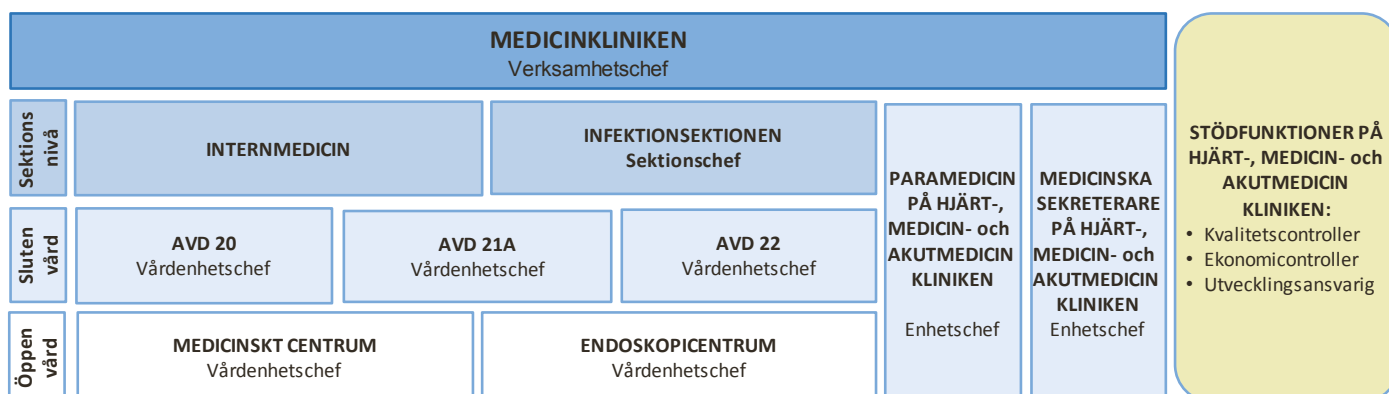 MEDICINKLINIKEN
Verksamhetschef
Sektions
nivå
INTERNMEDICIN
INFEKTIONSEKTIONEN
Sektionschef
Sluten
vård
AVD 20
Vårdenhetschef
AVD 21A
Vårdenhetschef
AVD 22
Vårdenhetschef
Öppen
vård
MEDICINSKT CENTRUM
Vårdenhetschef
ENDOSKOPICENTRUM
Vårdenhetschef
PARAMEDICIN
PÅ HJÄRT-,
MEDICIN- och
AKUTMEDICIN
KLINIKEN
Enhetschef
MEDICINSKA
SEKRETERARE
PÅ HJÄRT-,
MEDICIN- och
AKUTMEDICIN
KLINIKEN
Enhetschef
STÖDFUNKTIONER PÅ
HJÄRT-, MEDICIN- och
AKUTMEDICIN
KLINIKEN:
• Kvalitetscontroller
• Ekonomicontroller
• Utvecklingsansvarig